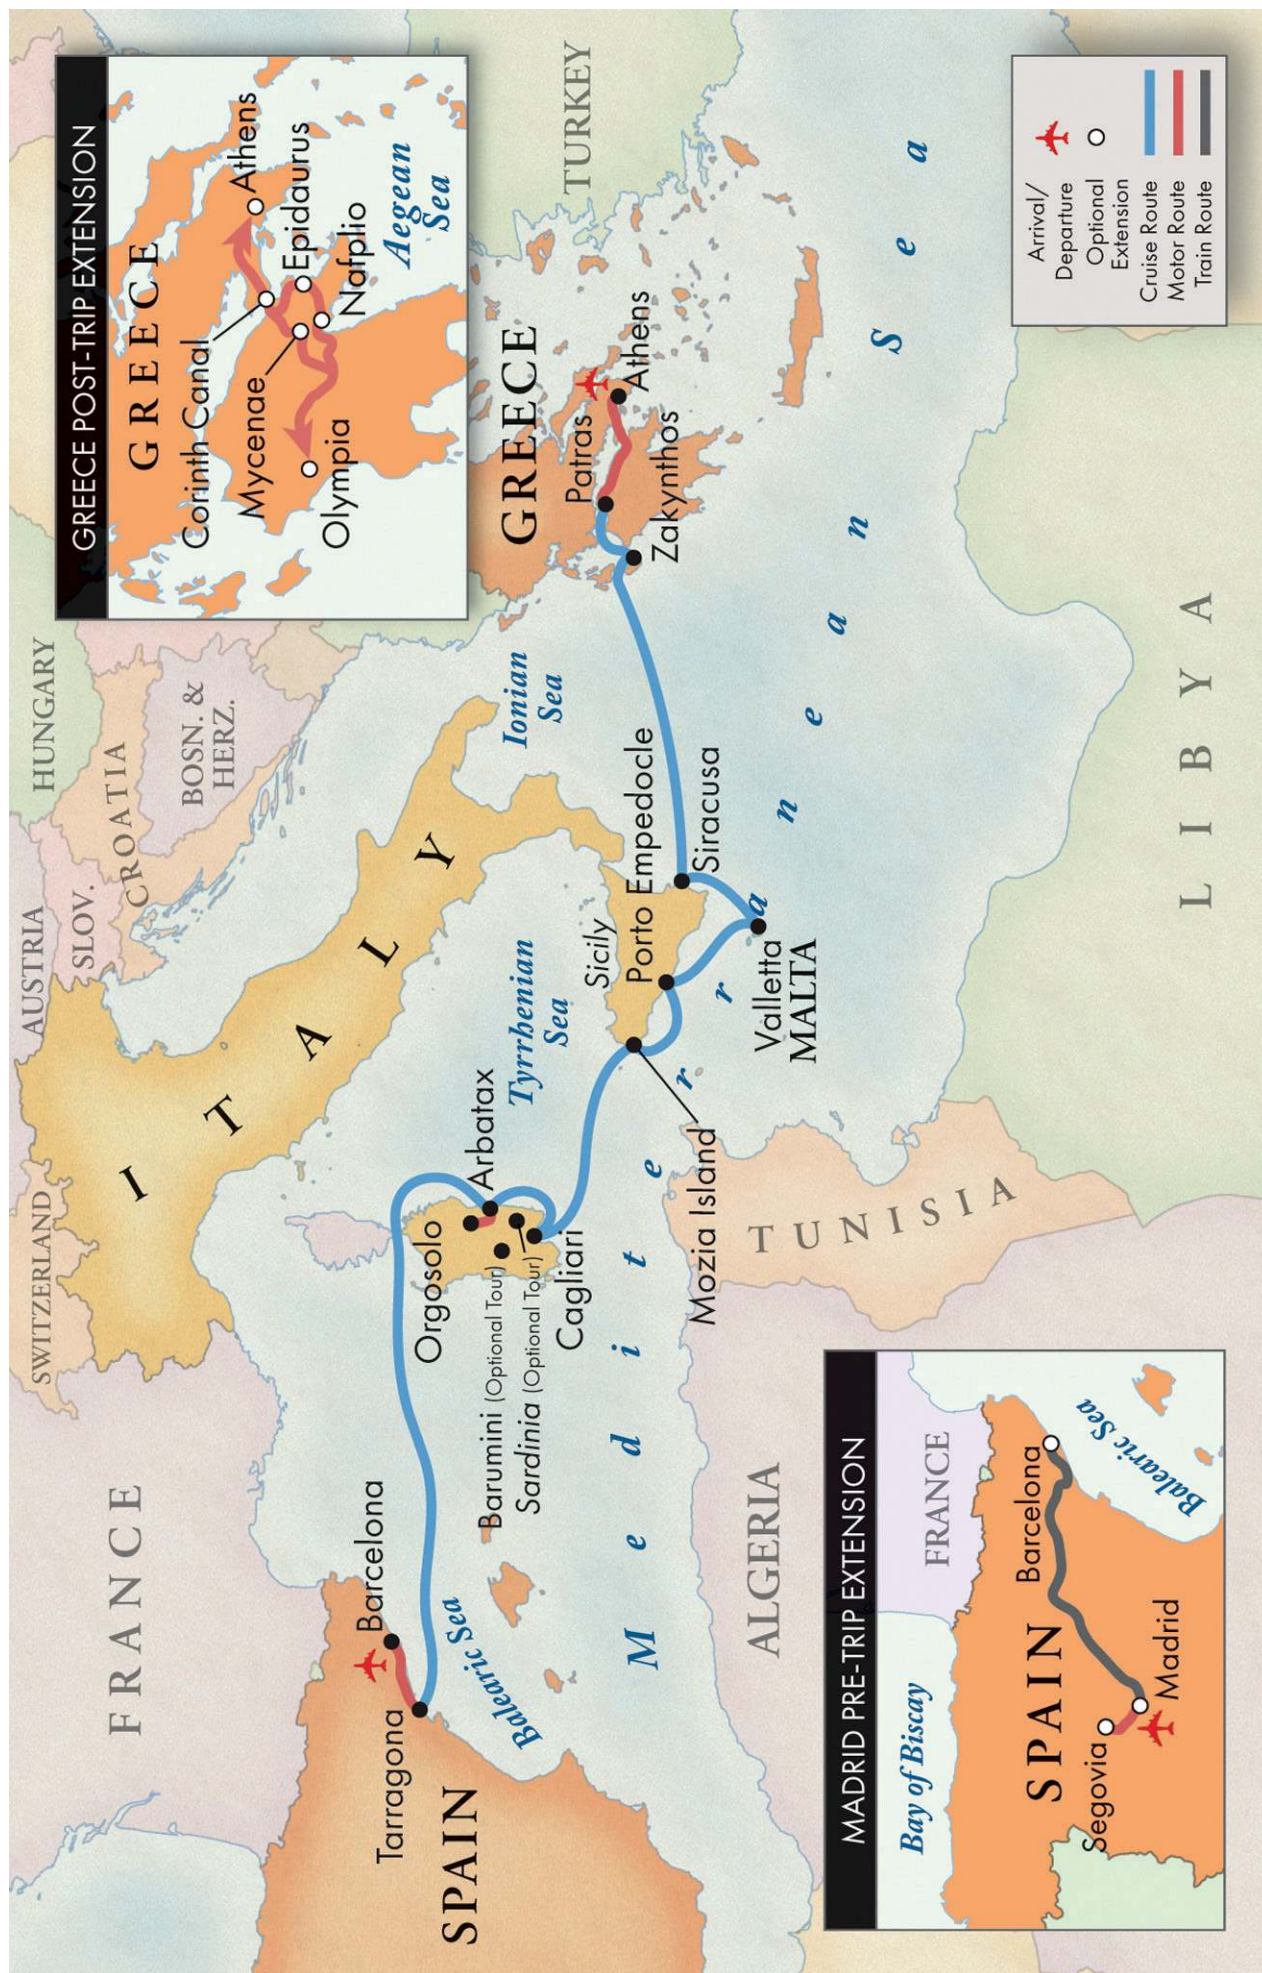 GREECE POST-TRIP EXTENSION
GREECE
Corinth Canal
Athens
Mycenae
Epidaurus
Olympia
Nafplio
Aegean
Sea
SWITZERLAND
AUSTRIA
HUNGARY
SLOV.
CROATIA
BOSN. &
HERZ.
FRANCE
ITALY
Ionian
Sea
GREECE
TURKEY
Patras
Athens
Zakynthos
Barcelona
Tarragona
SPAIN
Balearic Sea
Orgosolo
Arbatax
Barumini (Optional Tour)
Sardinia (Optional Tour)
Cagliari
Tyrrhenian
Sea
Sicily
Porto Empedocle
Siracusa
Mozia Island
Valletta
MALTA
Mediterranean Sea
ALGERIA
TUNISIA
LIBYA
MADRID PRE-TRIP EXTENSION
Bay of Biscay
FRANCE
SPAIN
Barcelona
Balearic Sea
Segovia
Madrid
Arrival/
Departure
Optional
Extension
Cruise Route
Motor Route
Train Route